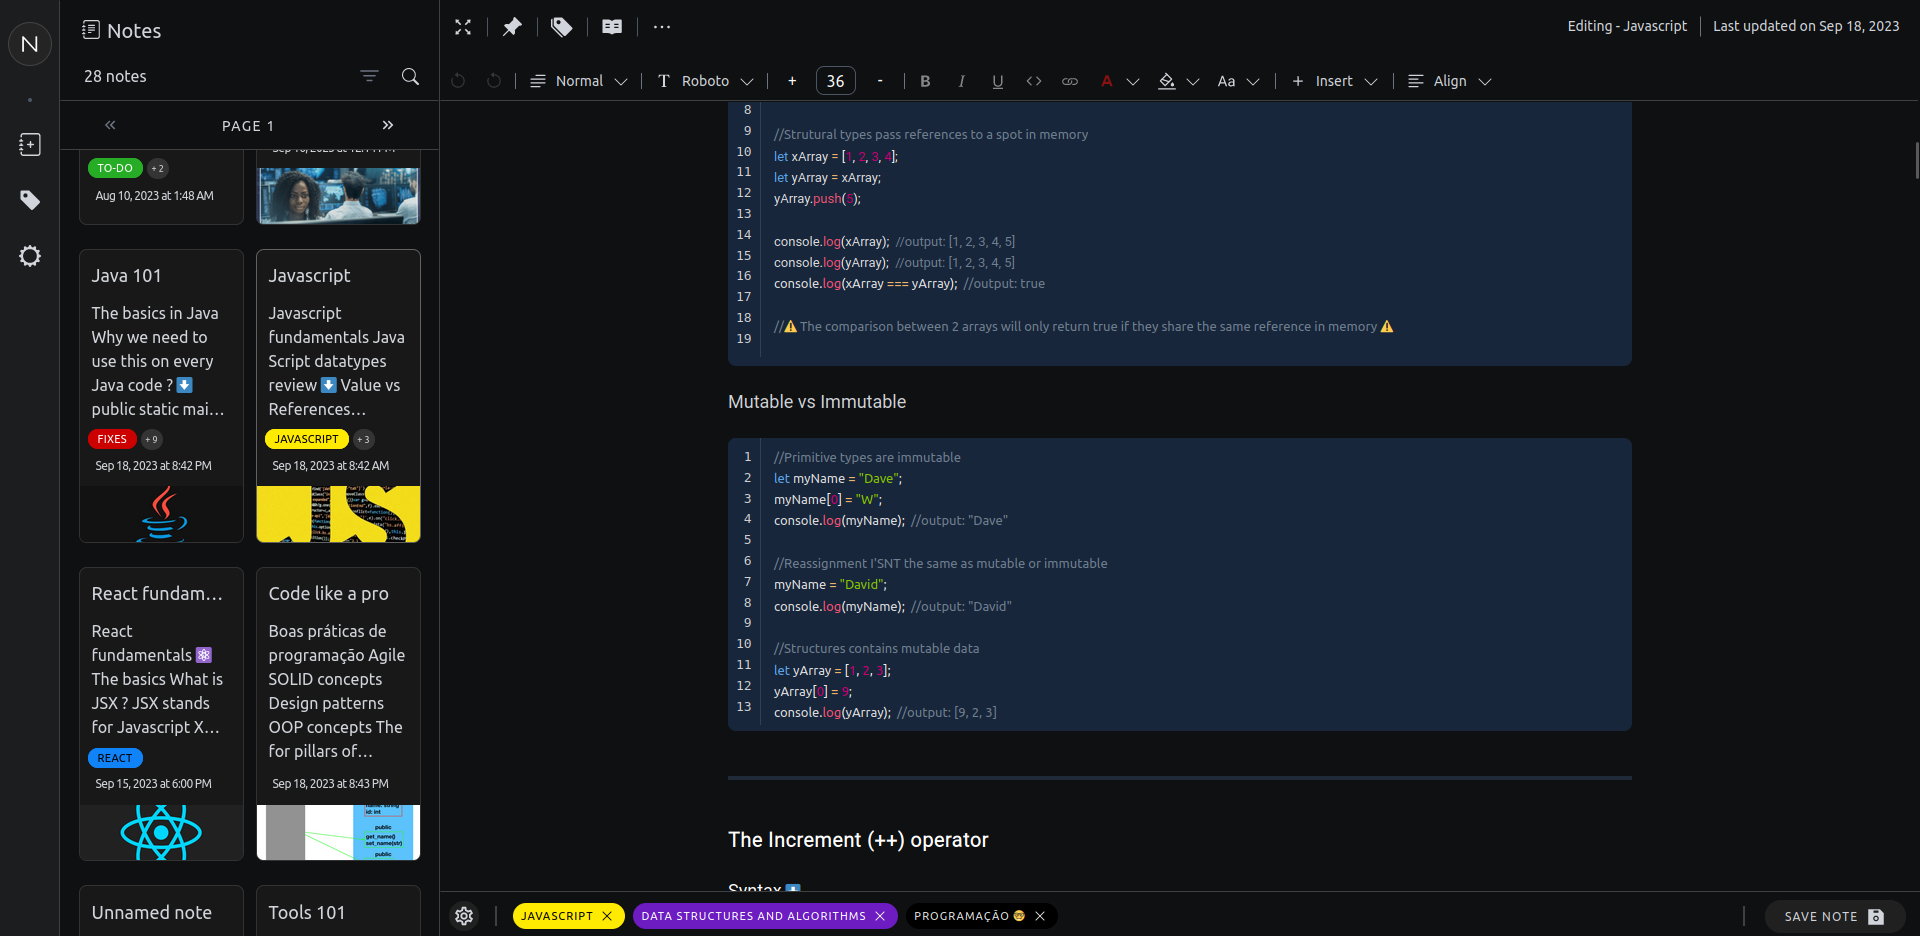 N
Notes
28 notes
PAGE 1
TO-DO +2
Aug 10, 2023 at 1:48 AM
Java 101
The basics in Java
Why we need to
use this on every
Java code ? ⬇️
public static mai...
FIXES +9
Sep 18, 2023 at 8:42 PM
Javascript
Javascript
fundamentals Java
Script datatypes
review ⬇️ Value vs
References...
JAVASCRIPT +3
Sep 18, 2023 at 8:42 AM
React fundam...
React
fundamentals ⚛️
The basics What is
JSX ? JSX stands
for Javascript X...
REACT
Sep 15, 2023 at 6:00 PM
Code like a pro
Boas práticas de
programação Agile
SOLID concepts
Design patterns
OOP concepts The
for pillars of...
Sep 18, 2023 at 8:43 PM
id: int
public
get_name()
set_name(str)
public
Unnamed note
Tools 101
Editing - Javascript
Last updated on Sep 18, 2023
Normal T Roboto + 36 - B I U <> A Aa + Insert Align
8
9 //Strutural types pass references to a spot in memory
10 let xArray = [1, 2, 3, 4];
11 let yArray = xArray;
12 yArray.push(5);
13
14 console.log(xArray); //output: [1, 2, 3, 4, 5]
15 console.log(yArray); //output: [1, 2, 3, 4, 5]
16 console.log(xArray === yArray); //output: true
17
18 //⚠️ The comparison between 2 arrays will only return true if they share the same reference in memory ⚠️
19
Mutable vs Immutable
1 //Primitive types are immutable
2 let myName = "Dave";
3 myName[0] = "W";
4 console.log(myName); //output: "Dave"
5
6 //Reassignment I'SNT the same as mutable or immutable
7 myName = "David";
8 console.log(myName); //output: "David"
9
10 //Structures contains mutable data
11 let yArray = [1, 2, 3];
12 yArray[0] = 9;
13 console.log(yArray); //output: [9, 2, 3]
The Increment (++) operator
Syntax ⬇️
JAVASCRIPT DATA STRUCTURES AND ALGORITHMS PROGRAMAÇÃO 🤓
SAVE NOTE